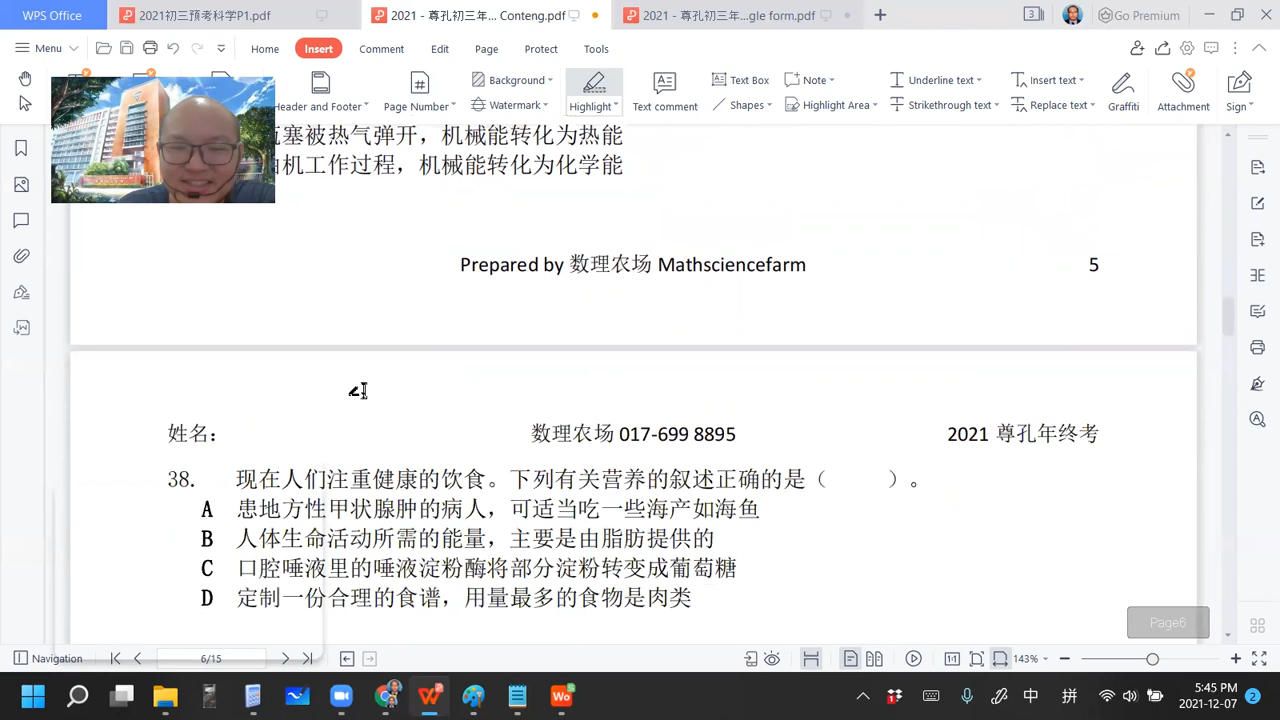 WPS Office
2021初三预考科学P1.pdf
2021 - 尊孔初三年... Conteng.pdf
2021 - 尊孔初三年...gle form.pdf
3
Go Premium
Menu
Home
Insert
Comment
Edit
Page
Protect
Tools
Header and Footer
Page Number
Background
Watermark
Highlight
Text comment
Text Box
Shapes
Note
Highlight Area
Underline text
Strikethrough text
Insert text
Replace text
Graffiti
Attachment
Sign
塞被热气弹开，机械能转化为热能
机工作过程，机械能转化为化学能
Prepared by 数理农场 Mathsciencefarm
5
姓名：
数理农场 017-699 8895
2021 尊孔年终考
38. 现在人们注重健康的饮食。下列有关营养的叙述正确的是（ ）。
A 患地方性甲状腺肿的病人，可适当吃一些海产如海鱼
B 人体生命活动所需的能量，主要是由脂肪提供的
C 口腔唾液里的唾液淀粉酶将部分淀粉转变成葡萄糖
D 定制一份合理的食谱，用量最多的食物是肉类
Page6
Navigation
6/15
143%
中
拼
5:45 PM
2021-12-07
2